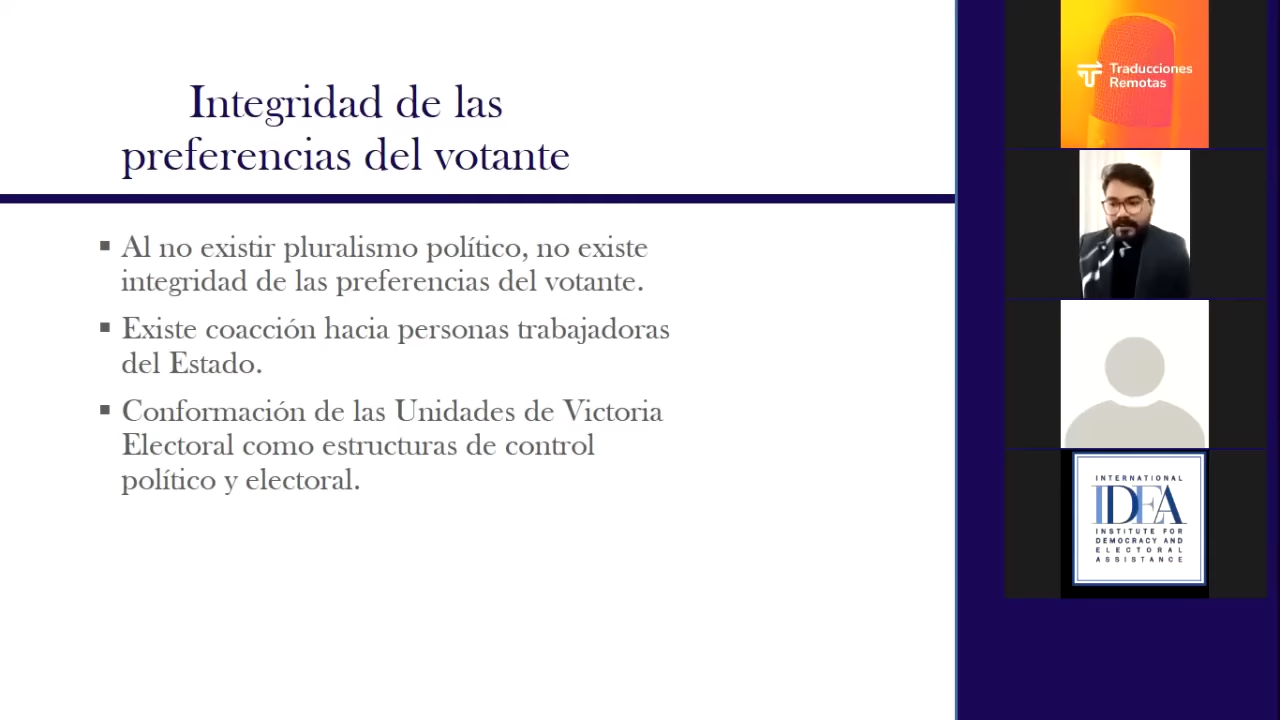 Integridad de las
preferencias del votante
▪ Al no existir pluralismo político, no existe
integridad de las preferencias del votante.
▪ Existe coacción hacia personas trabajadoras
del Estado.
▪ Conformación de las Unidades de Victoria
Electoral como estructuras de control
político y electoral.
Traducciones
Remotas
INTERNATIONAL
IDEA
INSTITUTE FOR
DEMOCRACY AND
ELECTORAL
ASSISTANCE